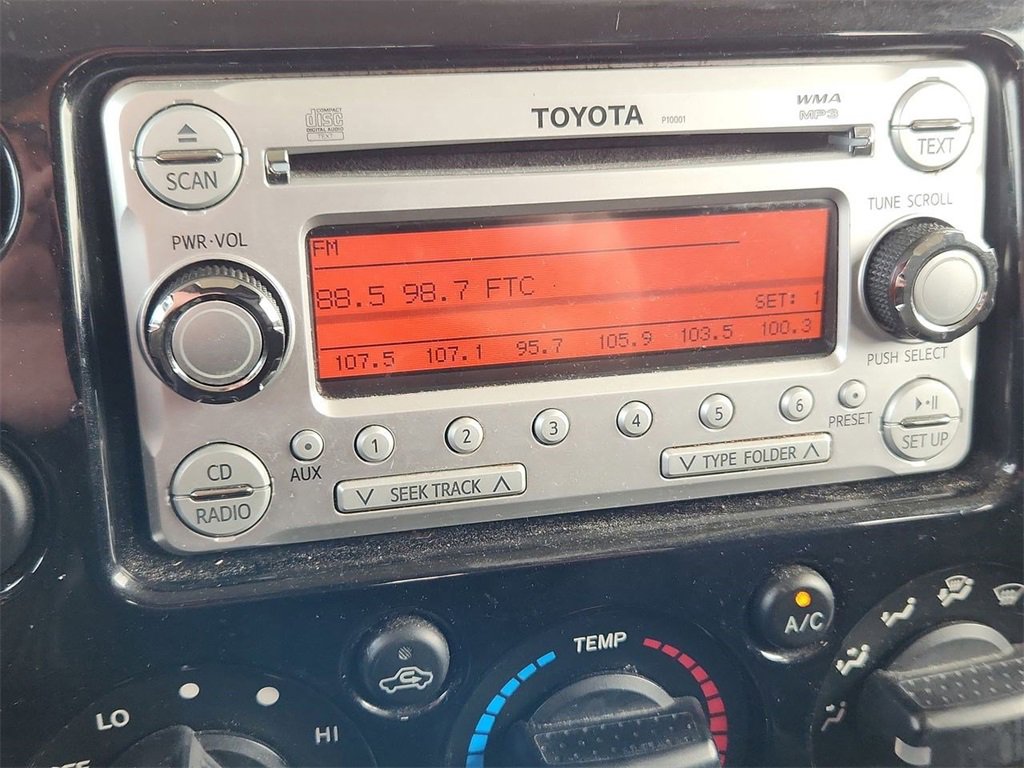 COMPACT
disc
DIGITAL AUDIO
TEXT
TOYOTA P10001
WMA
MP3
SCAN
TEXT
PWR·VOL
TUNE SCROLL
FM
88.5 98.7 FTC
SET: 1
107.5 107.1 95.7 105.9 103.5 100.3
PUSH SELECT
CD
RADIO
AUX
1 2 3 4 5 6
PRESET
∨ SEEK TRACK ∧
∨ TYPE FOLDER ∧
SET UP
TEMP
A/C
LO
HI